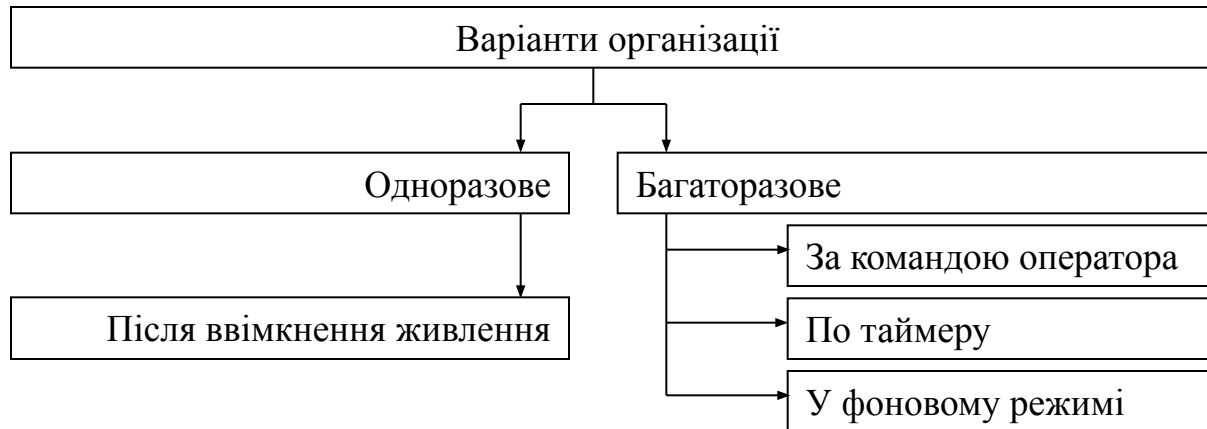 Варіанти організації
Одноразове
Багаторазове
За командою оператора
Після ввімкнення живлення
По таймеру
У фоновому режимі